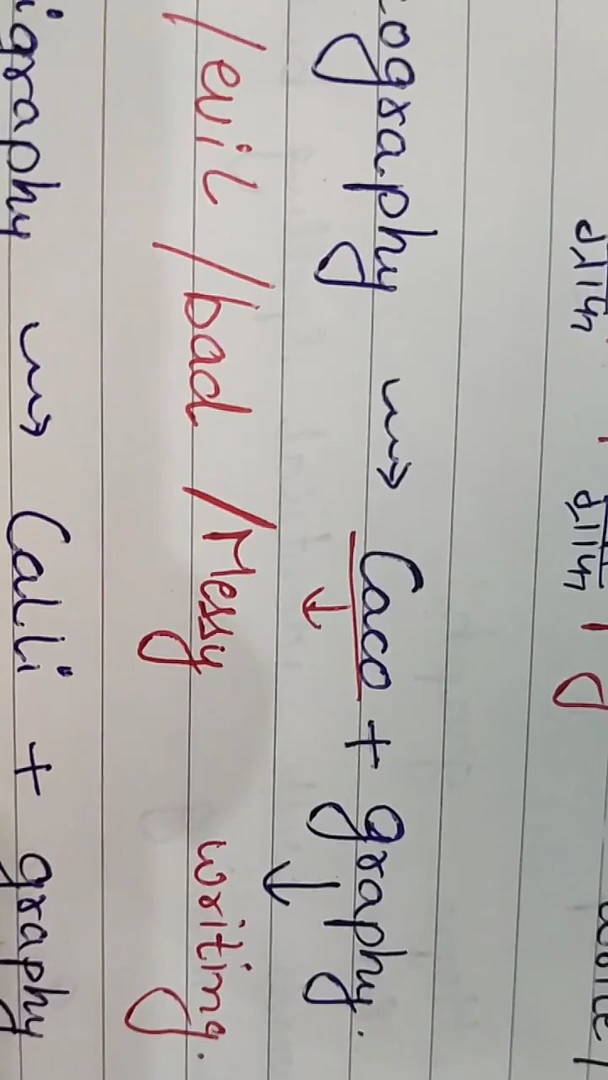 ography ⇝ Caco + graphy.
↓ ↓
/evil /bad /Messy writing.
igraphy ⇝ Calli + graphy